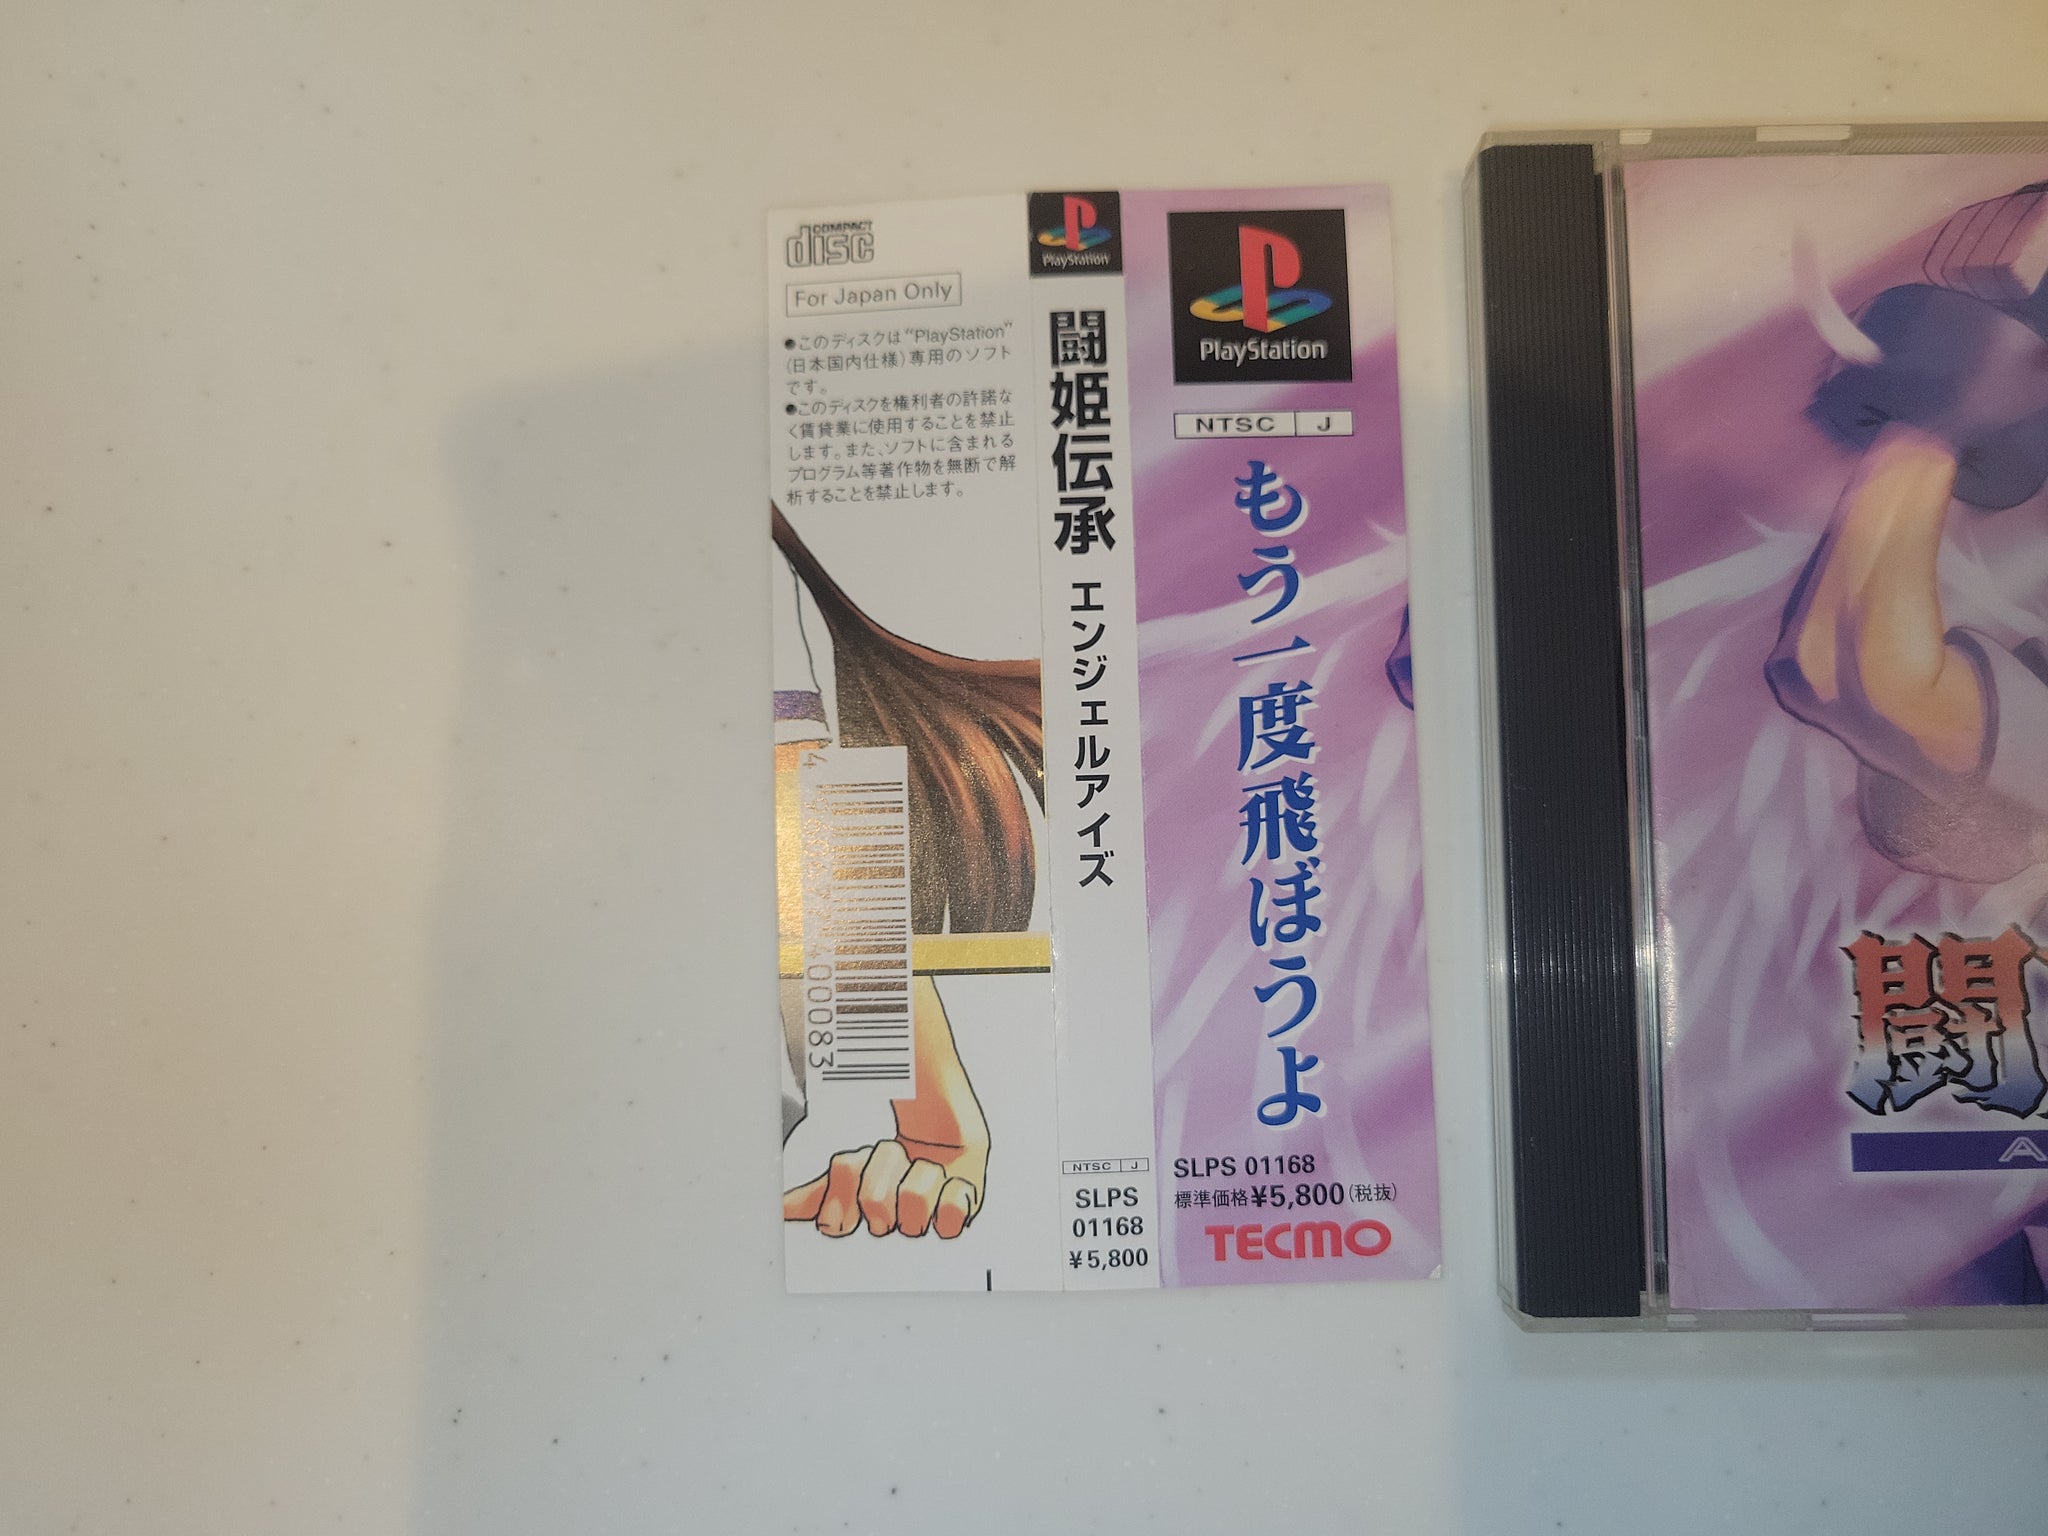 COMPACT
disc
For Japan Only
●このディスクは“PlayStation”
(日本国内仕様)専用のソフト
です。
●このディスクを権利者の許諾な
く賃貸業に使用することを禁止
します。また、ソフトに含まれる
プログラム等著作物を無断で解
析することを禁止します。
4
00083
PlayStation
闘姫伝承 エンジェルアイズ
NTSC J
SLPS
01168
¥5,800
PlayStation
NTSC J
もう一度飛ぼうよ
SLPS 01168
標準価格¥5,800(税抜)
TECMO
闘
A